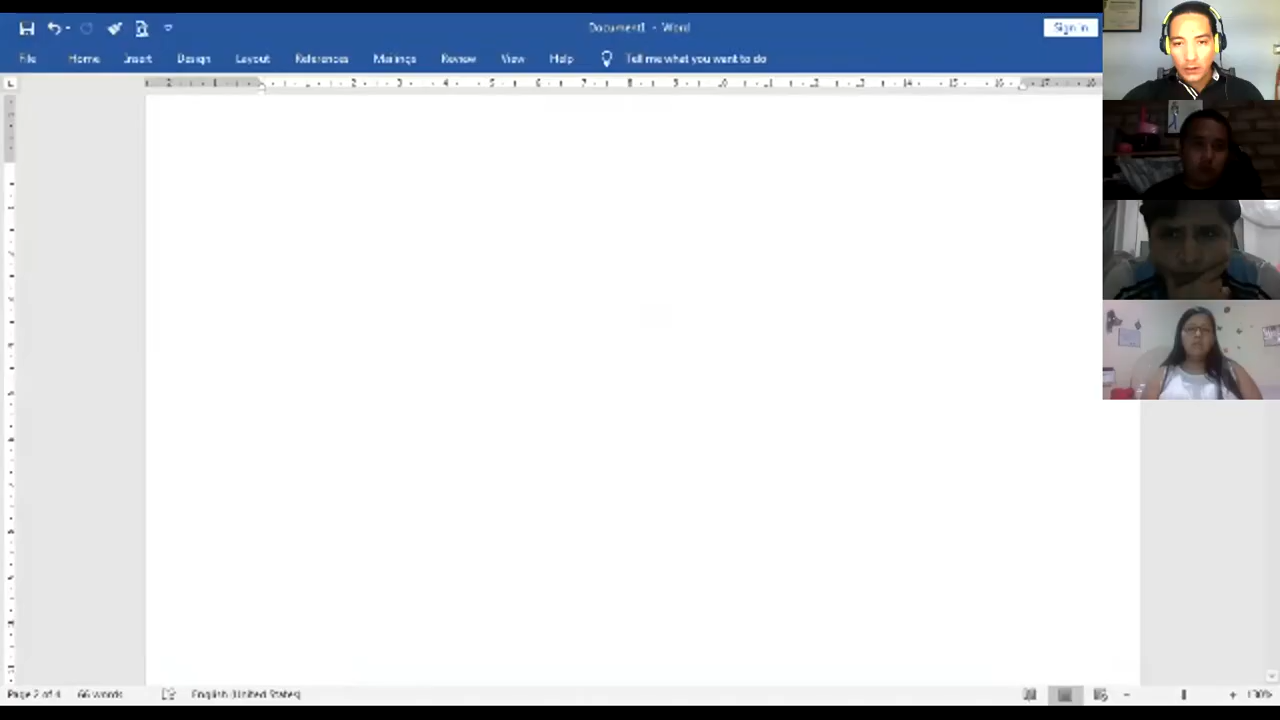 Document1 - Word
Sign in
File Home Insert Design Layout References Mailings Review View Help Tell me what you want to do
Page 2 of 4 66 words English (United States) 130%